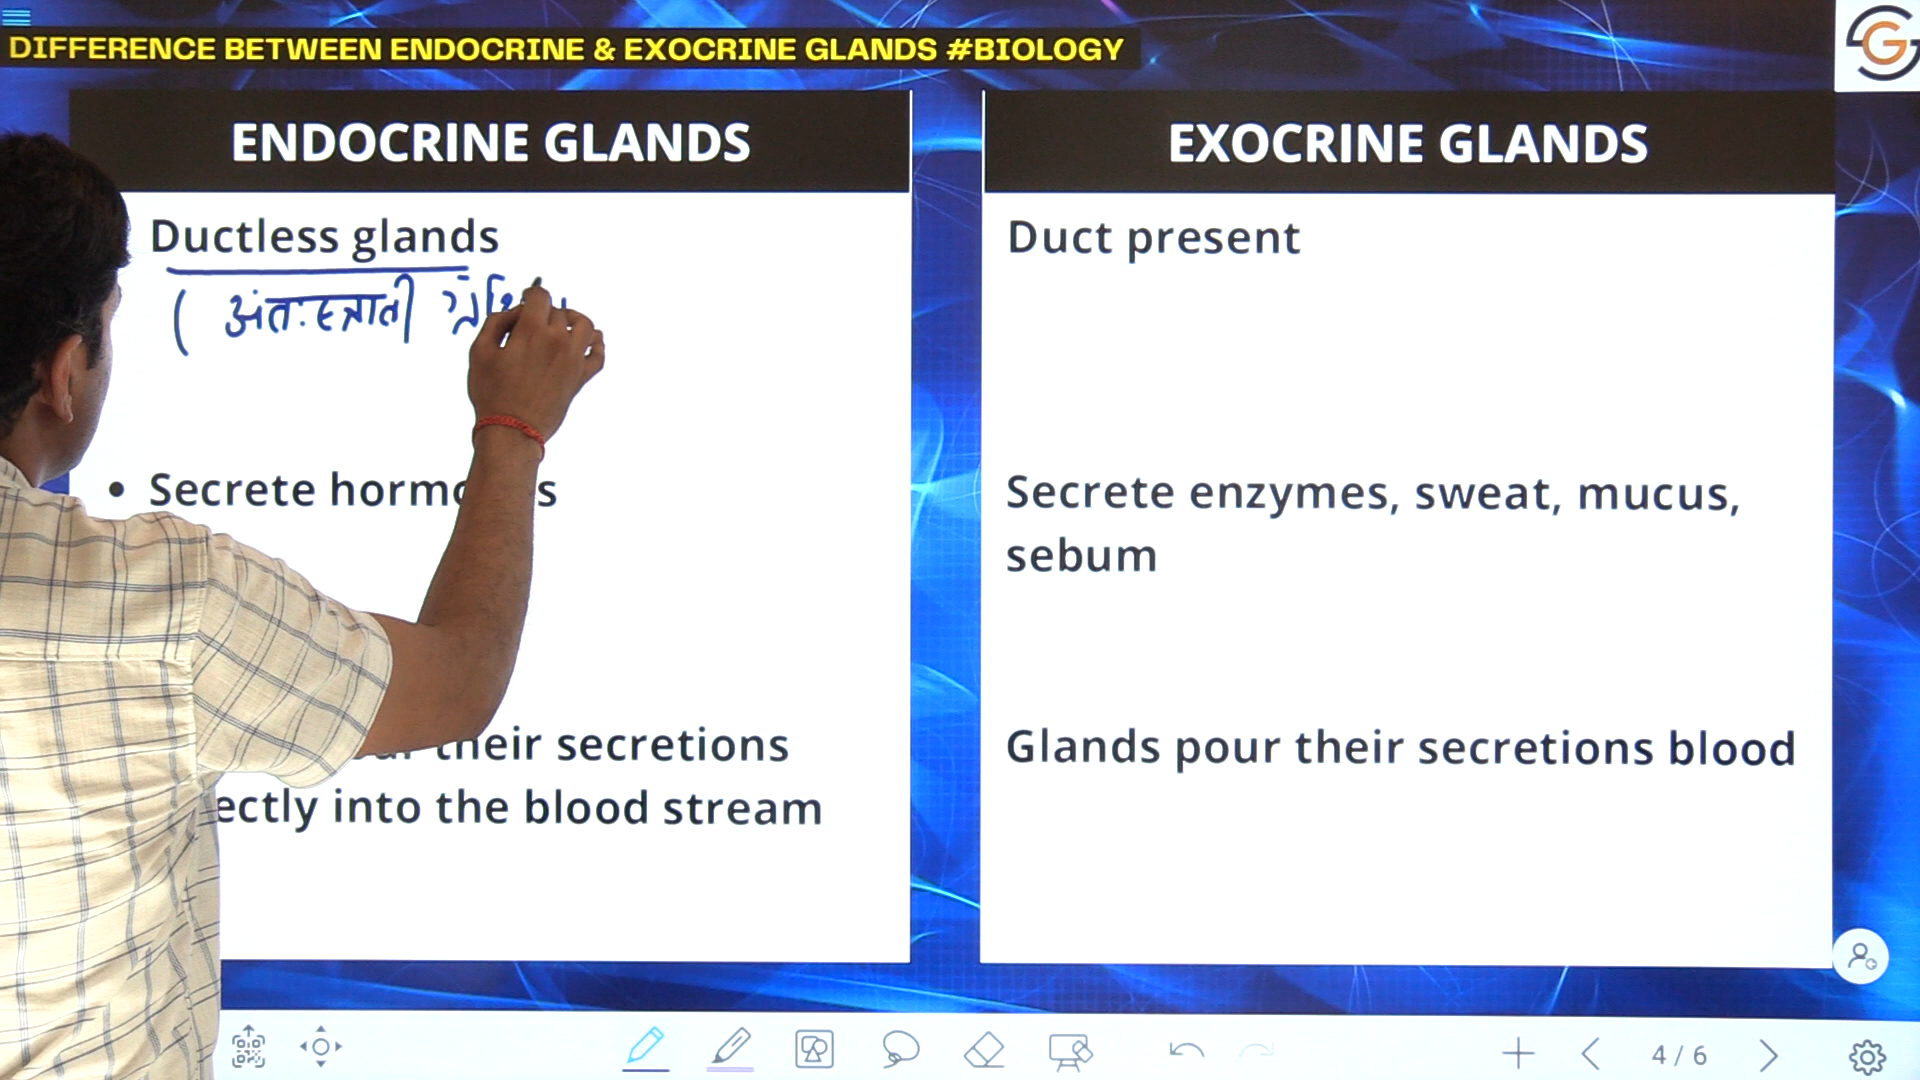 DIFFERENCE BETWEEN ENDOCRINE & EXOCRINE GLANDS #BIOLOGY
ENDOCRINE GLANDS
Ductless glands
( अंतःस्त्रावी
• Secrete
their secretions
into the blood stream
EXOCRINE GLANDS
Duct present
Secrete enzymes, sweat, mucus,
sebum
Glands pour their secretions blood
4 / 6